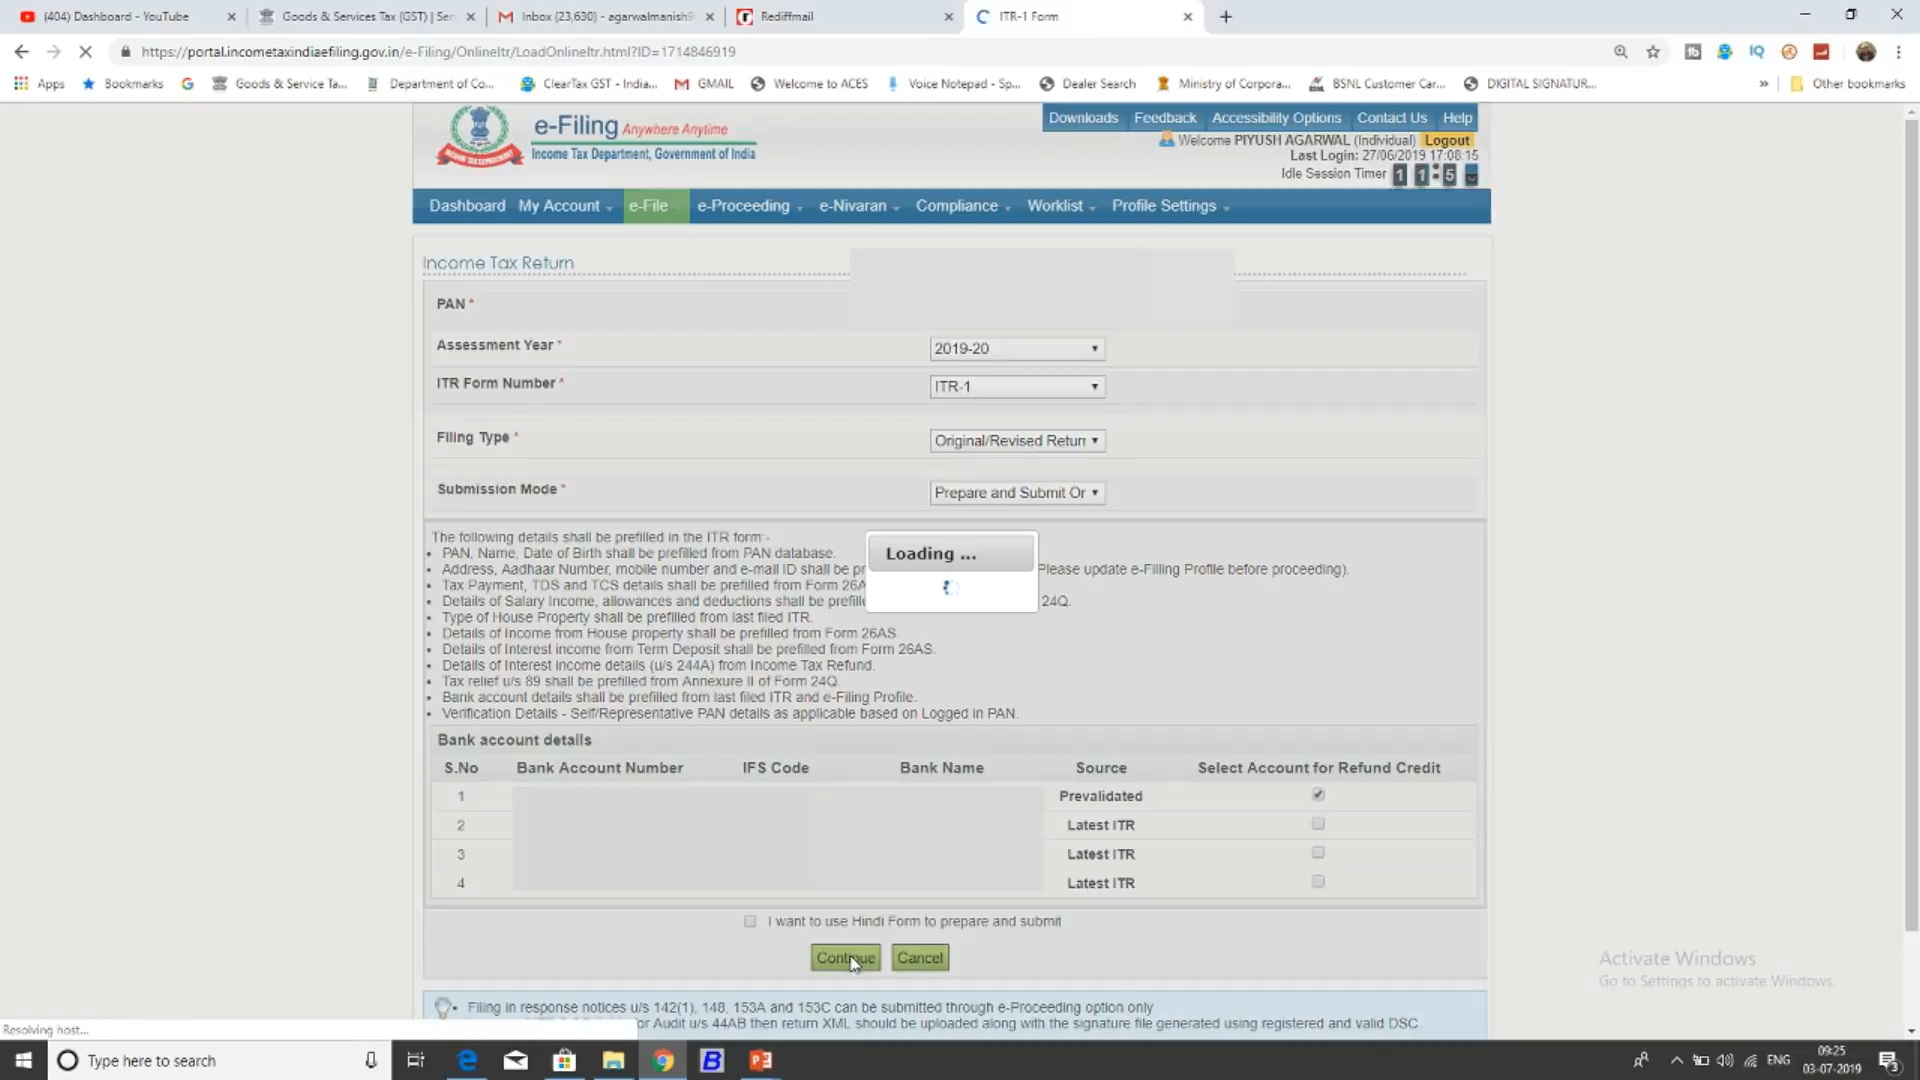 (404) Dashboard - YouTube
Goods & Services Tax (GST) | Ser
Inbox (23,630) - agarwalmanish9
Rediffmail
ITR-1 Form
https://portal.incometaxindiaefiling.gov.in/e-Filing/OnlineItr/LoadOnlineItr.html?ID=1714846919
Apps
Bookmarks
Goods & Service Ta...
Department of Co...
ClearTax GST - India...
GMAIL
Welcome to ACES
Voice Notepad - Sp...
Dealer Search
Ministry of Corpora...
BSNL Customer Car...
DIGITAL SIGNATUR...
Other bookmarks
e-Filing Anywhere Anytime
Income Tax Department, Government of India
INCOME TAX DEPARTMENT
Downloads Feedback Accessibility Options Contact Us Help
Welcome PIYUSH AGARWAL (Individual) Logout
Last Login: 27/06/2019 17:08:15
Idle Session Timer 1 1 : 5
Dashboard My Account e-File e-Proceeding e-Nivaran Compliance Worklist Profile Settings
Income Tax Return
PAN *
Assessment Year * 2019-20
ITR Form Number * ITR-1
Filing Type * Original/Revised Return
Submission Mode * Prepare and Submit Or
The following details shall be prefilled in the ITR form:-
• PAN, Name, Date of Birth shall be prefilled from PAN database.
• Address, Aadhaar Number, mobile number and e-mail ID shall be pr Please update e-Filling Profile before proceeding).
• Tax Payment, TDS and TCS details shall be prefilled from Form 26A
• Details of Salary Income, allowances and deductions shall be prefille 24Q.
• Type of House Property shall be prefilled from last filed ITR.
• Details of Income from House property shall be prefilled from Form 26AS.
• Details of Interest income from Term Deposit shall be prefilled from Form 26AS.
• Details of Interest income details (u/s 244A) from Income Tax Refund.
• Tax relief u/s 89 shall be prefilled from Annexure II of Form 24Q.
• Bank account details shall be prefilled from last filed ITR and e-Filing Profile.
• Verification Details - Self/Representative PAN details as applicable based on Logged in PAN.
Loading ...
Bank account details
S.No Bank Account Number IFS Code Bank Name Source Select Account for Refund Credit
1 Prevalidated
2 Latest ITR
3 Latest ITR
4 Latest ITR
I want to use Hindi Form to prepare and submit
Continue Cancel
• Filing in response notices u/s 142(1), 148, 153A and 153C can be submitted through e-Proceeding option only
or Audit u/s 44AB then return XML should be uploaded along with the signature file generated using registered and valid DSC.
Activate Windows
Go to Settings to activate Windows.
Resolving host...
Type here to search
ENG
09:25
03-07-2019
3